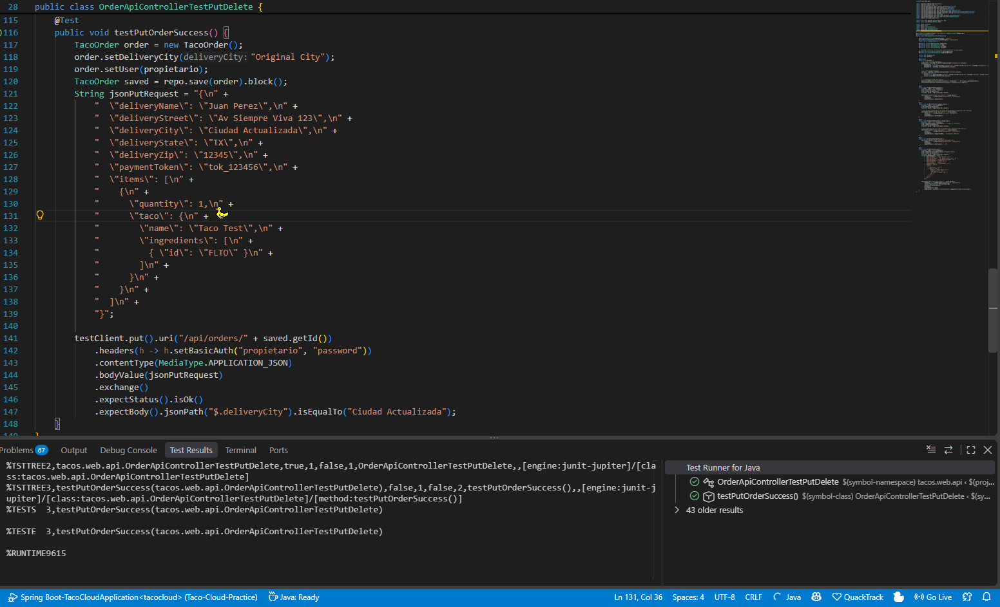 28 public class OrderApiControllerTestPutDelete {
115 @Test
116 public void testPutOrderSuccess() {
117 TacoOrder order = new TacoOrder();
118 order.setDeliveryCity(deliveryCity: "Original City");
119 order.setUser(propietario);
120 TacoOrder saved = repo.save(order).block();
121 String jsonPutRequest = "{\n" +
122 "  \"deliveryName\": \"Juan Perez\",\n" +
123 "  \"deliveryStreet\": \"Av Siempre Viva 123\",\n" +
124 "  \"deliveryCity\": \"Ciudad Actualizada\",\n" +
125 "  \"deliveryState\": \"TX\",\n" +
126 "  \"deliveryZip\": \"12345\",\n" +
127 "  \"paymentToken\": \"tok_123456\",\n" +
128 "  \"items\": [\n" +
129 "    {\n" +
130 "      \"quantity\": 1,\n" +
131 "      \"taco\": {\n" +
132 "        \"name\": \"Taco Test\",\n" +
133 "        \"ingredients\": [\n" +
134 "          { \"id\": \"FLTO\" }\n" +
135 "        ]\n" +
136 "      }\n" +
137 "    }\n" +
138 "  ]\n" +
139 "}";
140
141 testClient.put().uri("/api/orders/" + saved.getId())
142 .headers(h -> h.setBasicAuth("propietario", "password"))
143 .contentType(MediaType.APPLICATION_JSON)
144 .bodyValue(jsonPutRequest)
145 .exchange()
146 .expectStatus().isOk()
147 .expectBody().jsonPath("$.deliveryCity").isEqualTo("Ciudad Actualizada");
148 }
149 }
Problems 67 Output Debug Console Test Results Terminal Ports
%TSTTREE2,tacos.web.api.OrderApiControllerTestPutDelete,true,1,false,1,OrderApiControllerTestPutDelete,,[engine:junit-jupiter]/[cla
ss:tacos.web.api.OrderApiControllerTestPutDelete]
%TSTTREE3,testPutOrderSuccess(tacos.web.api.OrderApiControllerTestPutDelete),false,1,false,2,testPutOrderSuccess(),,[engine:junit-j
upiter]/[class:tacos.web.api.OrderApiControllerTestPutDelete]/[method:testPutOrderSuccess()]
%TESTS  3,testPutOrderSuccess(tacos.web.api.OrderApiControllerTestPutDelete)
%TESTE  3,testPutOrderSuccess(tacos.web.api.OrderApiControllerTestPutDelete)
%RUNTIME9615
Test Runner for Java
OrderApiControllerTestPutDelete $(symbol-namespace) tacos.web.api ‹ $(proj...
testPutOrderSuccess() $(symbol-class) OrderApiControllerTestPutDelete ‹ $(sy...
43 older results
Spring Boot-TacoCloudApplication<tacocloud> (Taco-Cloud-Practice) Java: Ready Ln 131, Col 36 Spaces: 4 UTF-8 CRLF Java QuackTrack Go Live